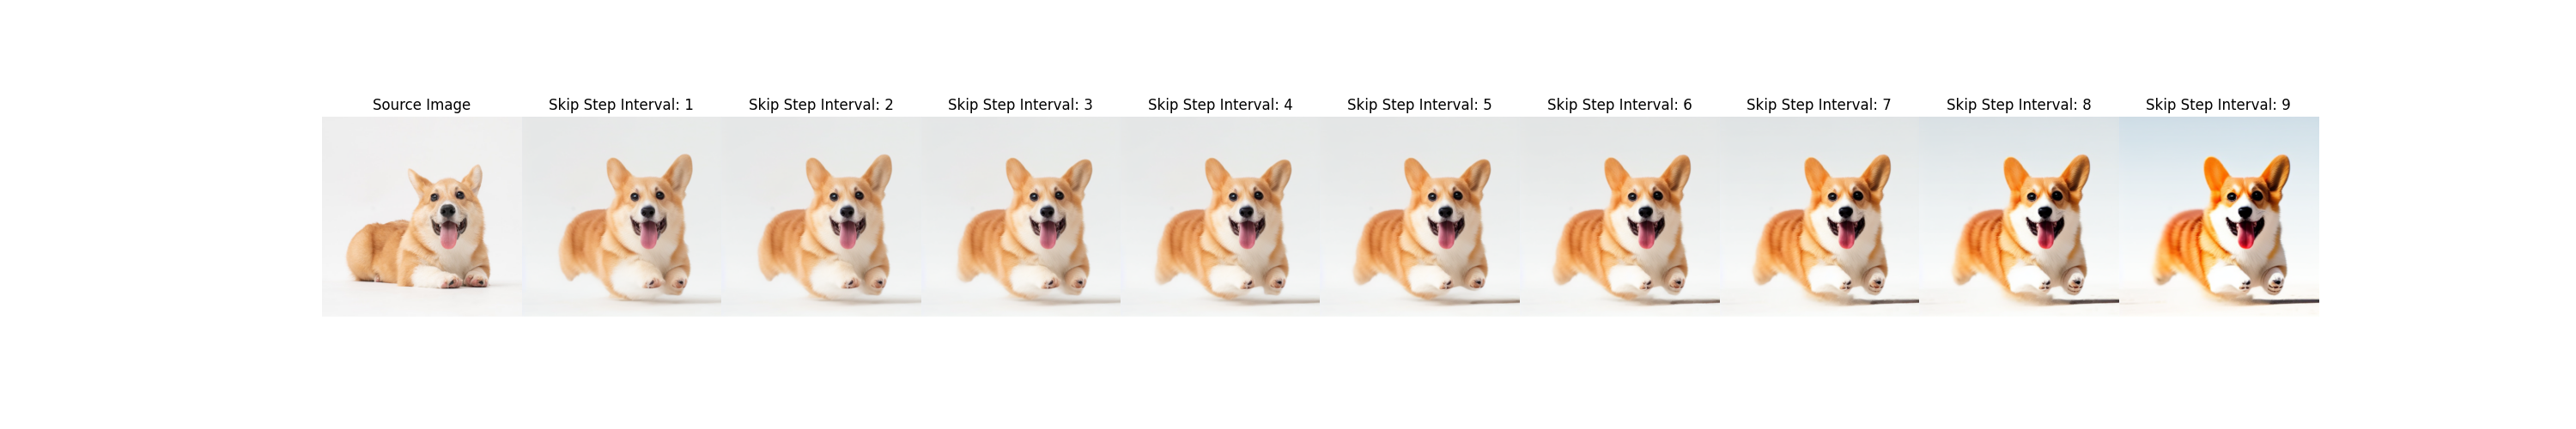 Source Image
Skip Step Interval: 1
Skip Step Interval: 2
Skip Step Interval: 3
Skip Step Interval: 4
Skip Step Interval: 5
Skip Step Interval: 6
Skip Step Interval: 7
Skip Step Interval: 8
Skip Step Interval: 9